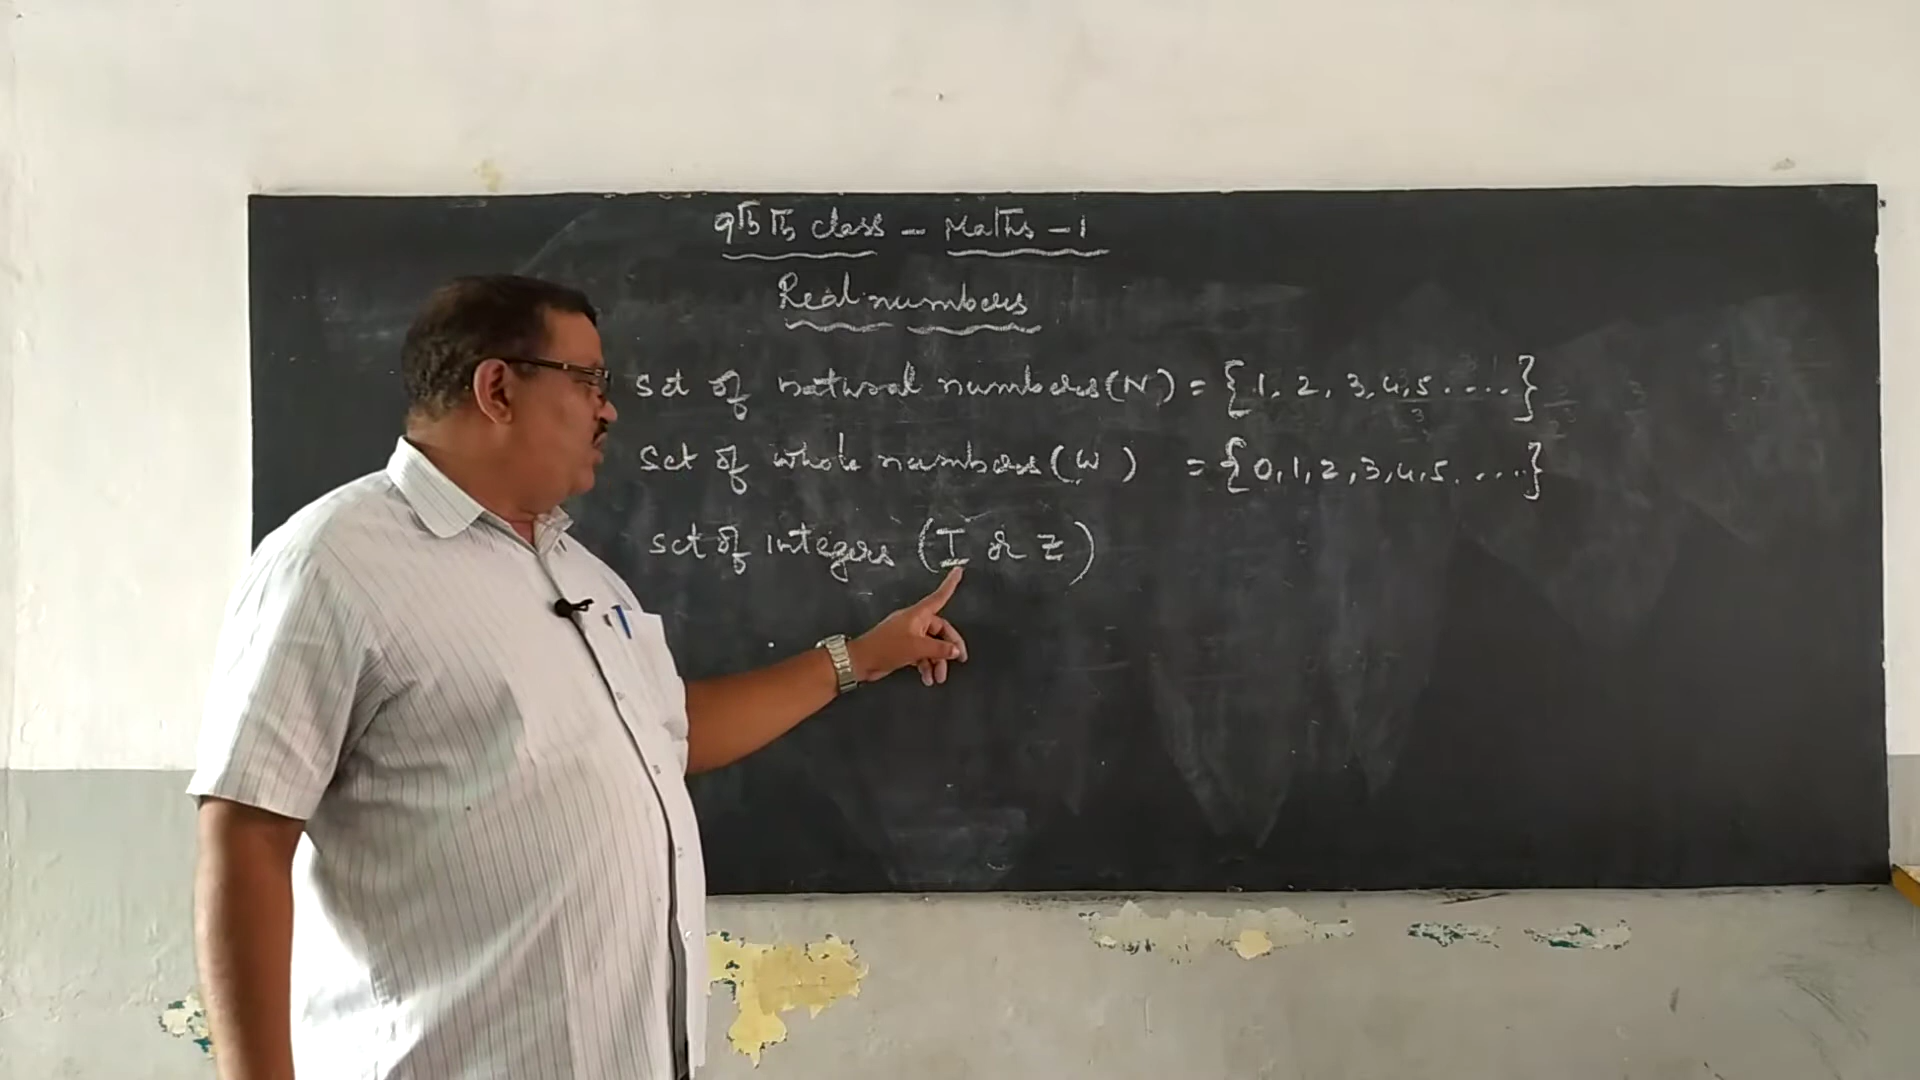 9th class - Maths - 1
Real numbers
Set of natural numbers (N) = {1, 2, 3, 4, 5 .....}
Set of whole numbers (W) = {0, 1, 2, 3, 4, 5, ....}
Set of integers (I or Z)